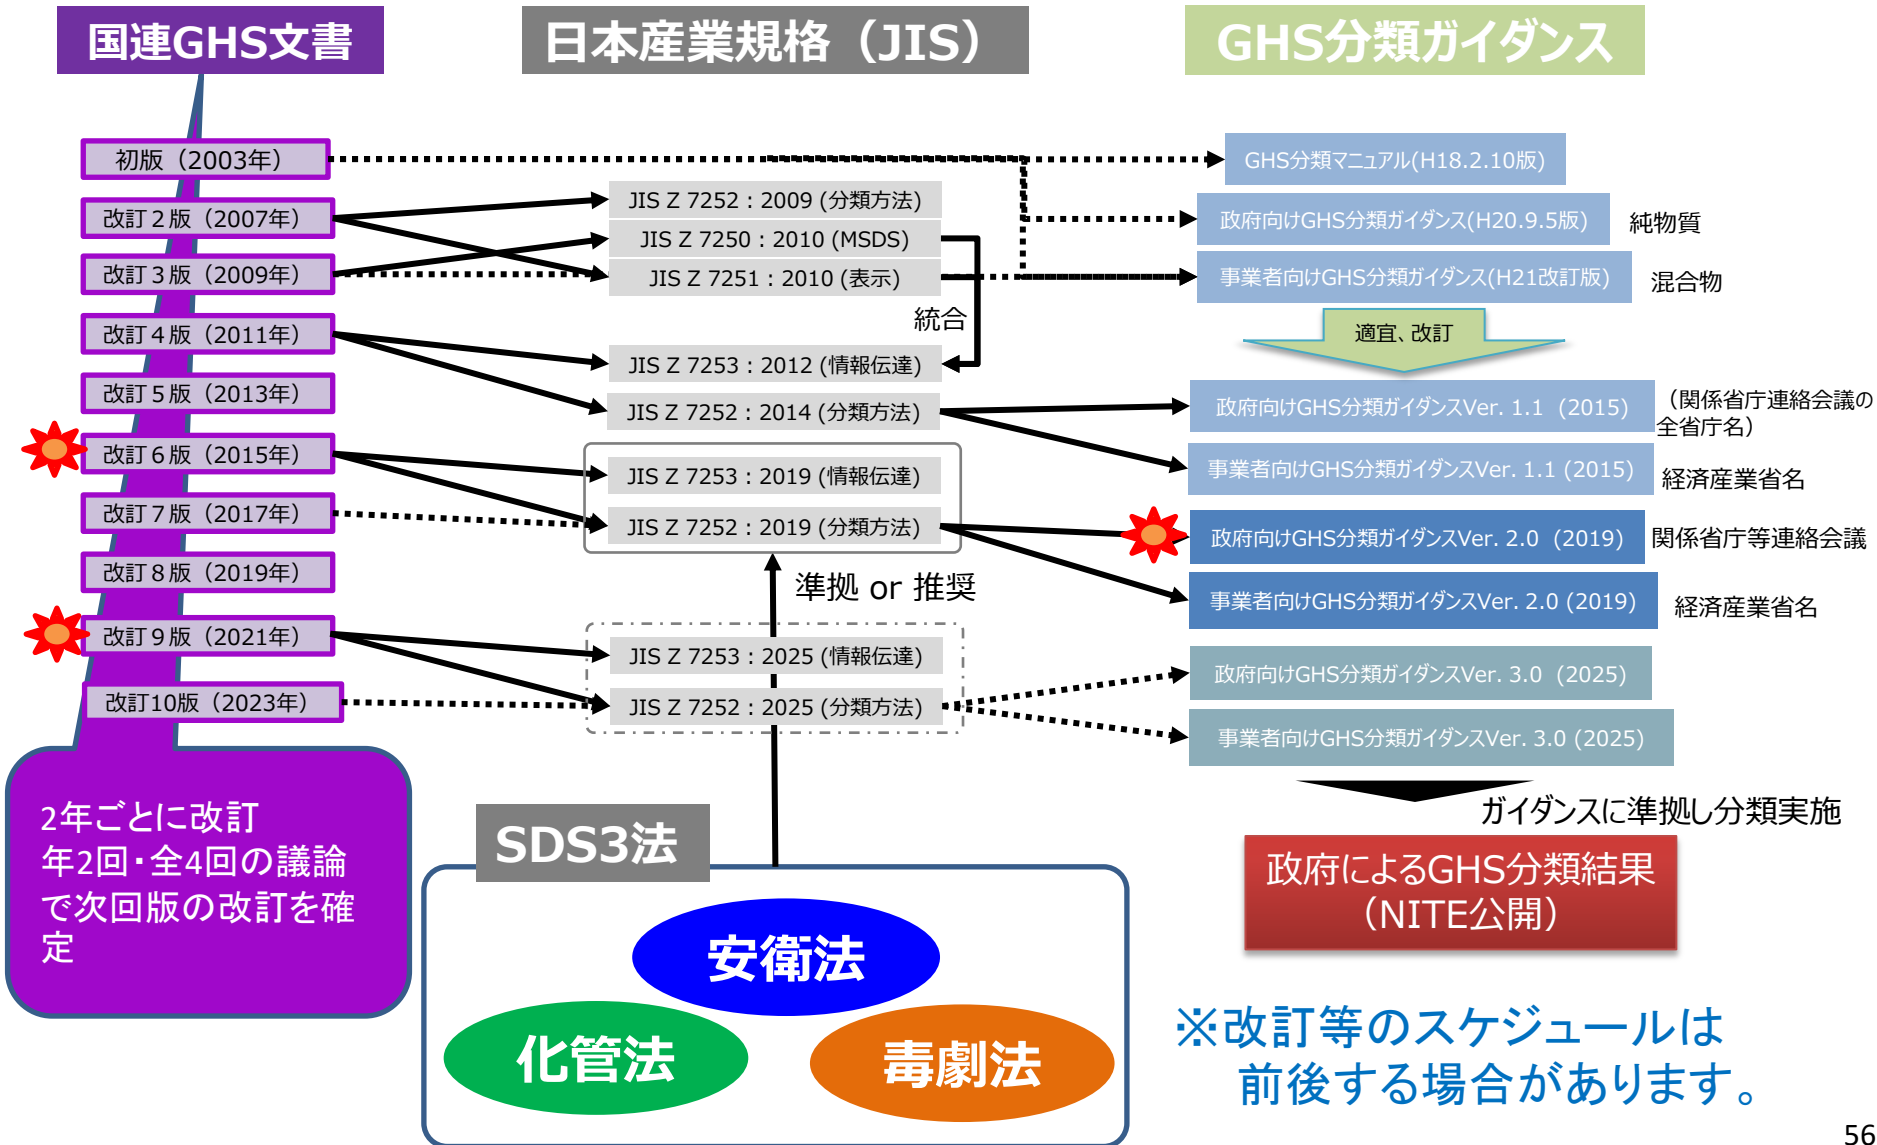 国連GHS文書
日本産業規格（JIS）
GHS分類ガイダンス
初版（2003年）
改訂２版（2007年）
改訂３版（2009年）
改訂４版（2011年）
改訂５版（2013年）
改訂６版（2015年）
改訂７版（2017年）
改訂８版（2019年）
改訂９版（2021年）
改訂10版（2023年）
2年ごとに改訂
年2回・全4回の議論
で次回版の改訂を確
定
JIS Z 7252：2009 (分類方法)
JIS Z 7250：2010 (MSDS)
JIS Z 7251：2010 (表示)
統合
JIS Z 7253：2012 (情報伝達)
JIS Z 7252：2014 (分類方法)
JIS Z 7253：2019 (情報伝達)
JIS Z 7252：2019 (分類方法)
準拠 or 推奨
JIS Z 7253：2025 (情報伝達)
JIS Z 7252：2025 (分類方法)
SDS3法
安衛法
化管法
毒劇法
GHS分類マニュアル(H18.2.10版)
政府向けGHS分類ガイダンス(H20.9.5版)
純物質
事業者向けGHS分類ガイダンス(H21改訂版)
混合物
適宜、改訂
政府向けGHS分類ガイダンスVer. 1.1（2015）
（関係省庁連絡会議の
全省庁名）
事業者向けGHS分類ガイダンスVer. 1.1 (2015)
経済産業省名
政府向けGHS分類ガイダンスVer. 2.0（2019）
関係省庁等連絡会議
事業者向けGHS分類ガイダンスVer. 2.0 (2019)
経済産業省名
政府向けGHS分類ガイダンスVer. 3.0（2025）
事業者向けGHS分類ガイダンスVer. 3.0 (2025)
ガイダンスに準拠し分類実施
政府によるGHS分類結果
（NITE公開）
※改訂等のスケジュールは
前後する場合があります。
56